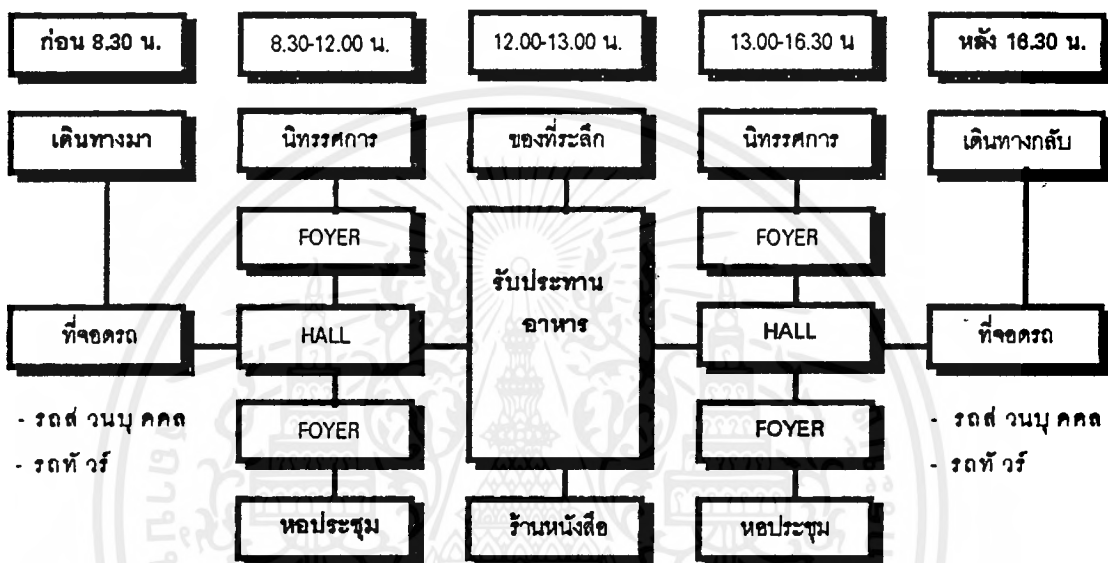 ก่อน 8.30 น.
8.30-12.00 น.
12.00-13.00 น.
13.00-16.30 น
หลัง 16.30 น.
เดินทางมา
นิทรรศการ
ของที่ระลึก
นิทรรศการ
เดินทางกลับ
FOYER
FOYER
รับประทาน
อาหาร
ที่จอดรถ
HALL
HALL
ที่จอดรถ
- รถส่วนบุคคล
- รถทัวร์
FOYER
FOYER
- รถส่วนบุคคล
- รถทัวร์
หอประชุม
ร้านหนังสือ
หอประชุม